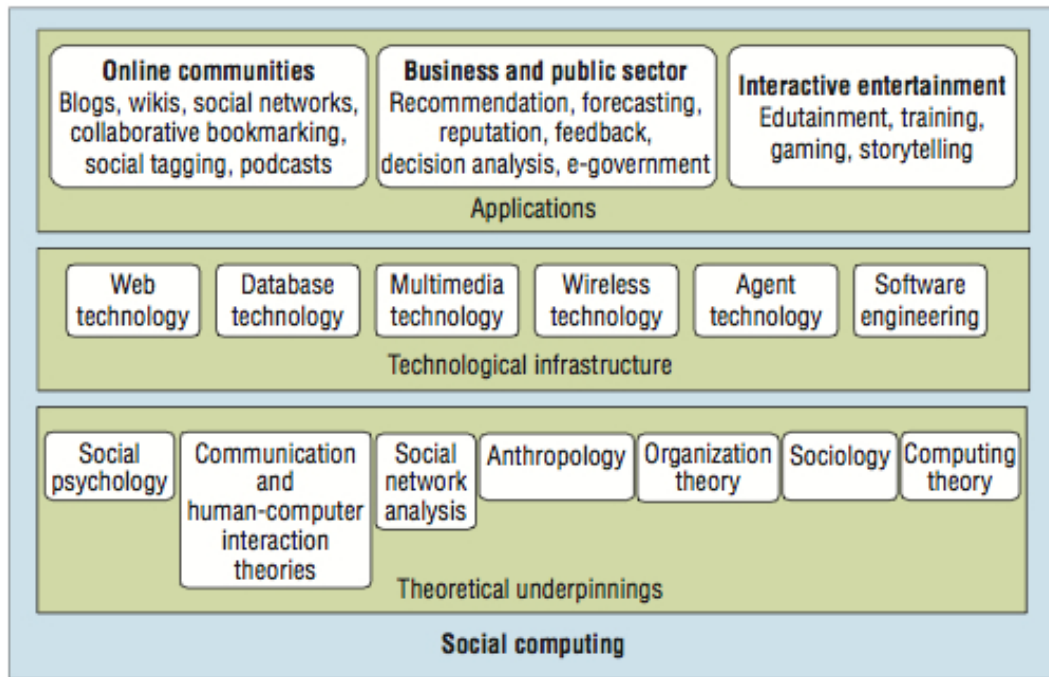 Online communities
Blogs, wikis, social networks,
collaborative bookmarking,
social tagging, podcasts
Business and public sector
Recommendation, forecasting,
reputation, feedback,
decision analysis, e-government
Interactive entertainment
Edutainment, training,
gaming, storytelling
Applications
Web
technology
Database
technology
Multimedia
technology
Wireless
technology
Agent
technology
Software
engineering
Technological infrastructure
Social
psychology
Communication
and
human-computer
interaction
theories
Social
network
analysis
Anthropology
Organization
theory
Sociology
Computing
theory
Theoretical underpinnings
Social computing